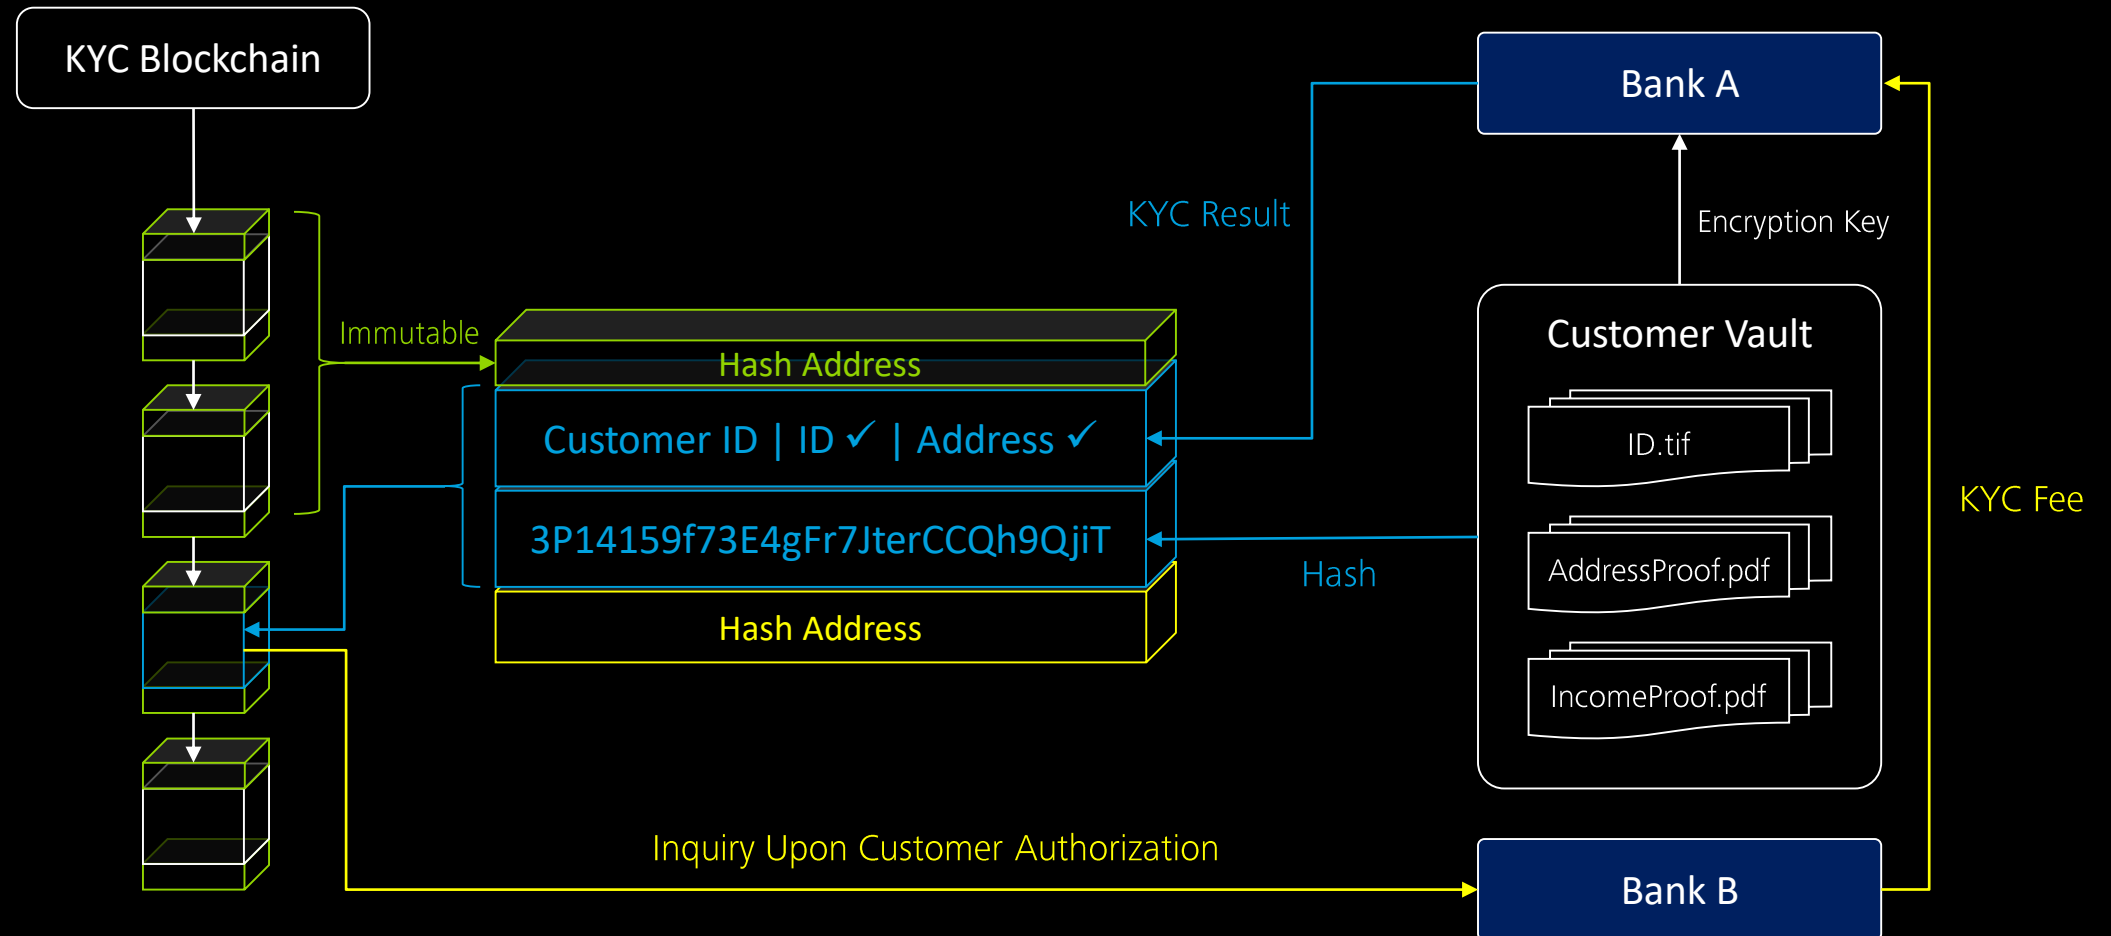 KYC Blockchain
Bank A
KYC Result
Encryption Key
Immutable
Customer Vault
Hash Address
Customer ID | ID ✓ | Address ✓
ID.tif
KYC Fee
3P14159f73E4gFr7JterCCQh9QjiT
Hash
AddressProof.pdf
Hash Address
IncomeProof.pdf
Inquiry Upon Customer Authorization
Bank B